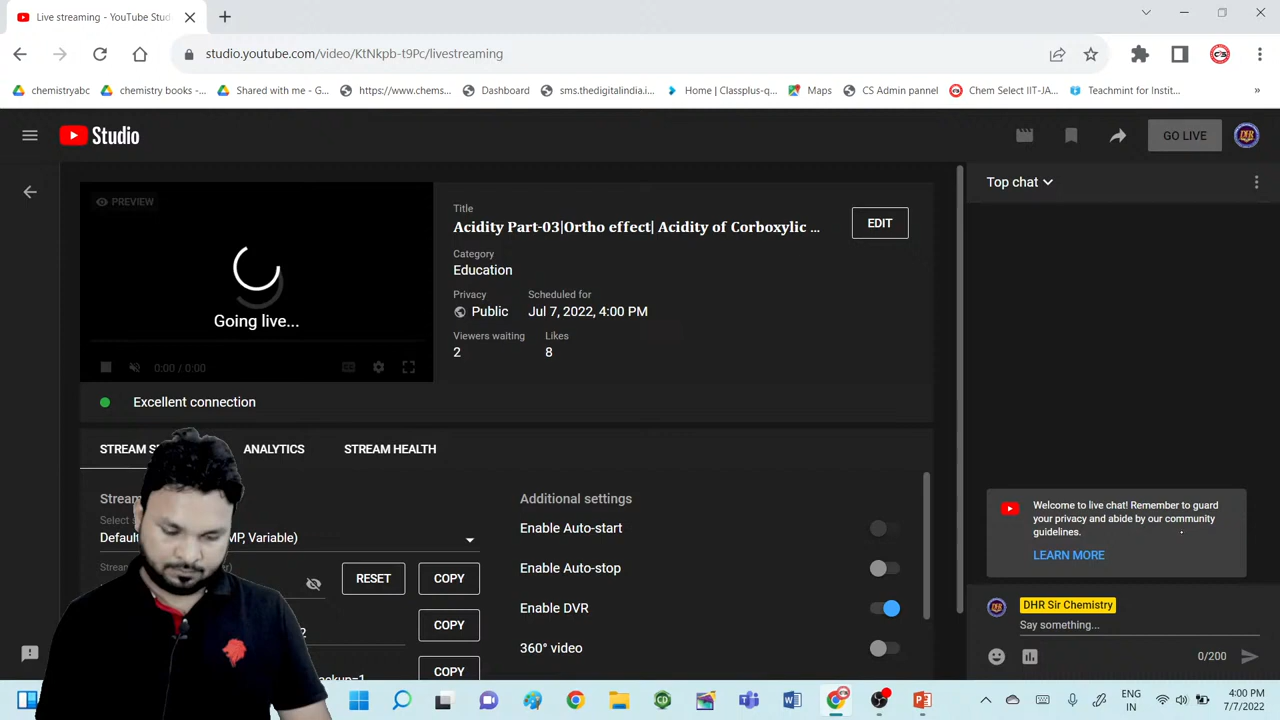 Live streaming - YouTube Stud
studio.youtube.com/video/KtNkpb-t9Pc/livestreaming
chemistryabc
chemistry books -...
Shared with me - G...
https://www.chems...
Dashboard
sms.thedigitalindia.i...
Home | Classplus-q...
Maps
CS Admin pannel
Chem Select IIT-JA...
Teachmint for Instit...
»
Studio
GO LIVE
PREVIEW
Going live...
0:00 / 0:00
Title
Acidity Part-03|Ortho effect| Acidity of Corboxylic ...
EDIT
Category
Education
Privacy
Scheduled for
Public
Jul 7, 2022, 4:00 PM
Viewers waiting
Likes
2
8
Excellent connection
STREAM S
ANALYTICS
STREAM HEALTH
Stream
Select s
Default
MP, Variable)
RESET
COPY
COPY
COPY
Additional settings
Enable Auto-start
Enable Auto-stop
Enable DVR
360° video
Top chat
Welcome to live chat! Remember to guard
your privacy and abide by our community
guidelines.
LEARN MORE
DHR Sir Chemistry
Say something...
0/200
ENG
IN
4:00 PM
7/7/2022